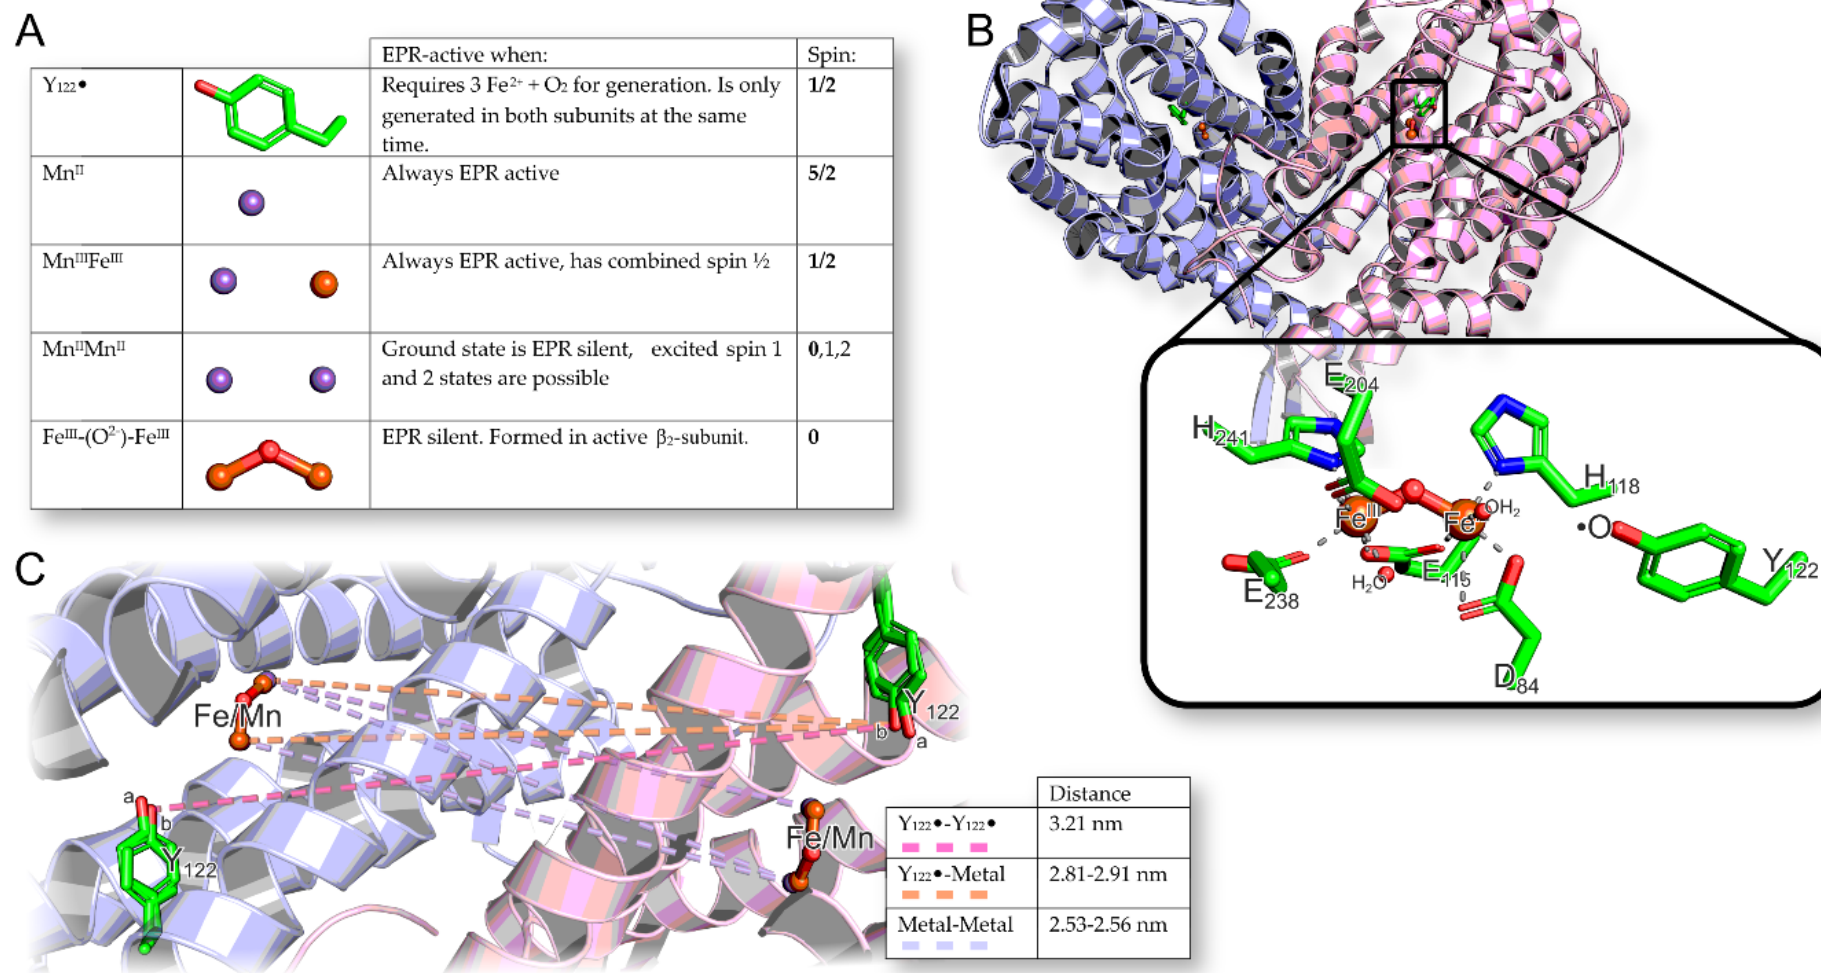 A
EPR-active when: Spin:
Y₁₂₂• Requires 3 Fe²⁺ + O₂ for generation. Is only 1/2
generated in both subunits at the same
time.
Mnᴵᴵ Always EPR active 5/2
MnᴵᴵᴵFeᴵᴵᴵ Always EPR active, has combined spin ½ 1/2
MnᴵᴵMnᴵᴵ Ground state is EPR silent, excited spin 1 0,1,2
and 2 states are possible
Feᴵᴵᴵ-(O²⁻)-Feᴵᴵᴵ EPR silent. Formed in active β₂-subunit. 0
B
E₂₀₄
H₂₄₁
H₁₁₈
Feᴵᴵᴵ Fe OH₂
•O
Y₁₂₂
H₂O E₁₁₅
E₂₃₈
D₈₄
C
Fe/Mn
Y₁₂₂
b a
a
b
Y₁₂₂
Fe/Mn
Distance
Y₁₂₂•-Y₁₂₂• 3.21 nm
Y₁₂₂•-Metal 2.81-2.91 nm
Metal-Metal 2.53-2.56 nm